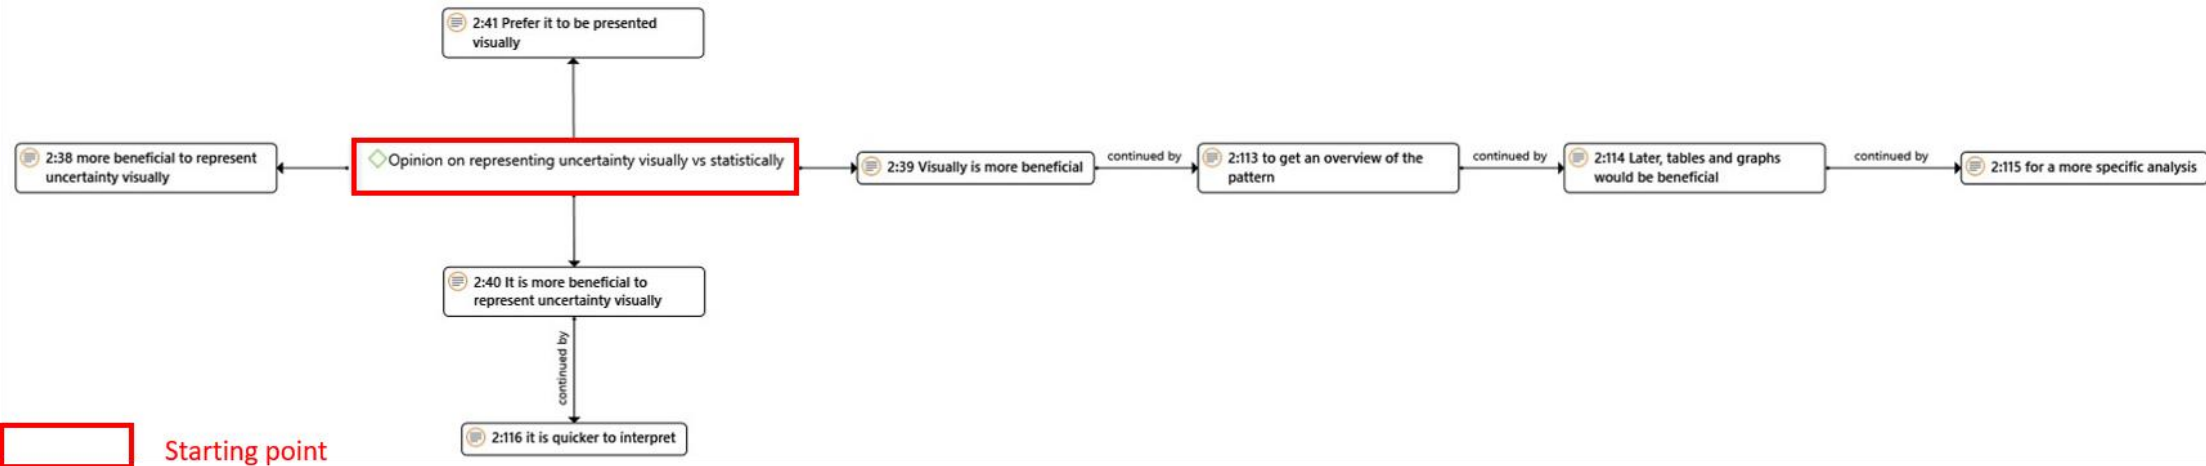 2:41 Prefer it to be presented
visually
2:38 more beneficial to represent
uncertainty visually
Opinion on representing uncertainty visually vs statistically
2:39 Visually is more beneficial
continued by
2:113 to get an overview of the
pattern
continued by
2:114 Later, tables and graphs
would be beneficial
continued by
2:115 for a more specific analysis
2:40 It is more beneficial to
represent uncertainty visually
continued by
2:116 it is quicker to interpret
Starting point